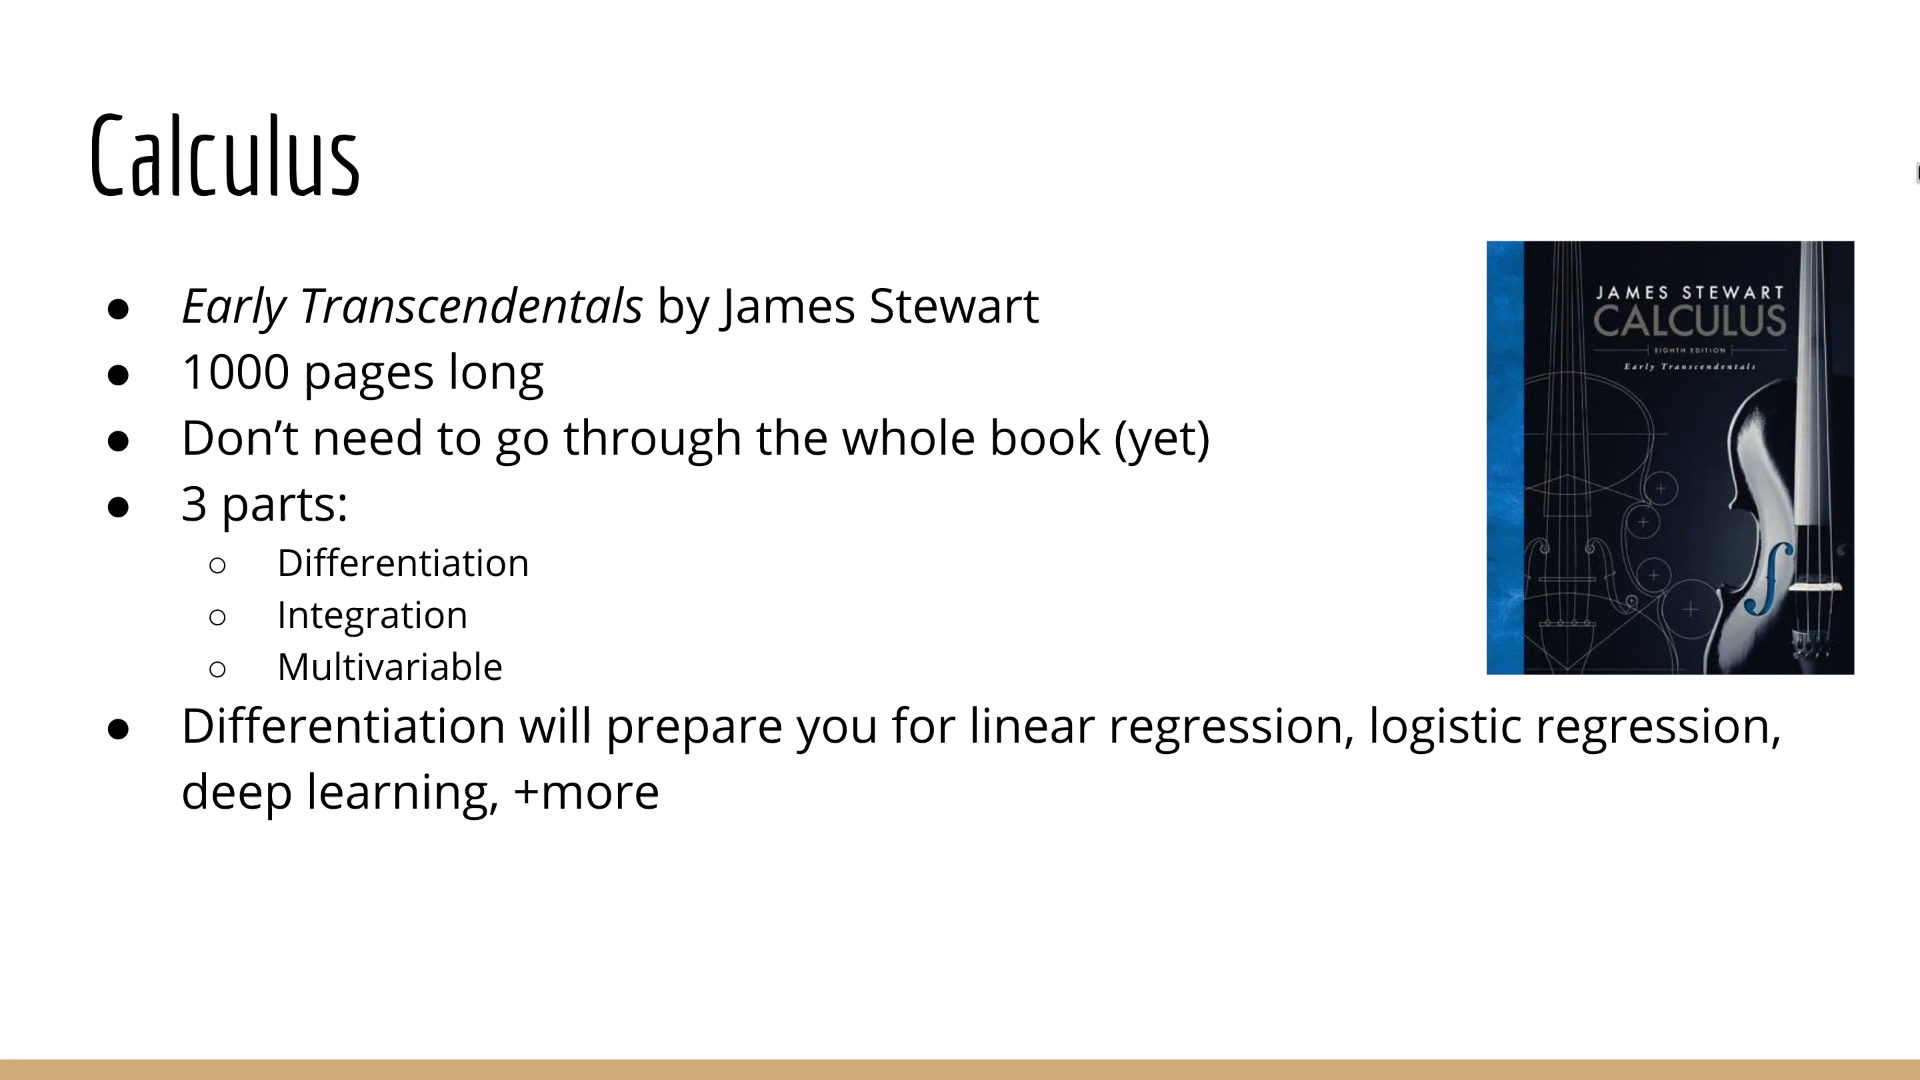 Calculus
● Early Transcendentals by James Stewart
● 1000 pages long
● Don’t need to go through the whole book (yet)
● 3 parts:
○ Differentiation
○ Integration
○ Multivariable
● Differentiation will prepare you for linear regression, logistic regression,
deep learning, +more
JAMES STEWART
CALCULUS
EIGHTH EDITION
Early Transcendentals